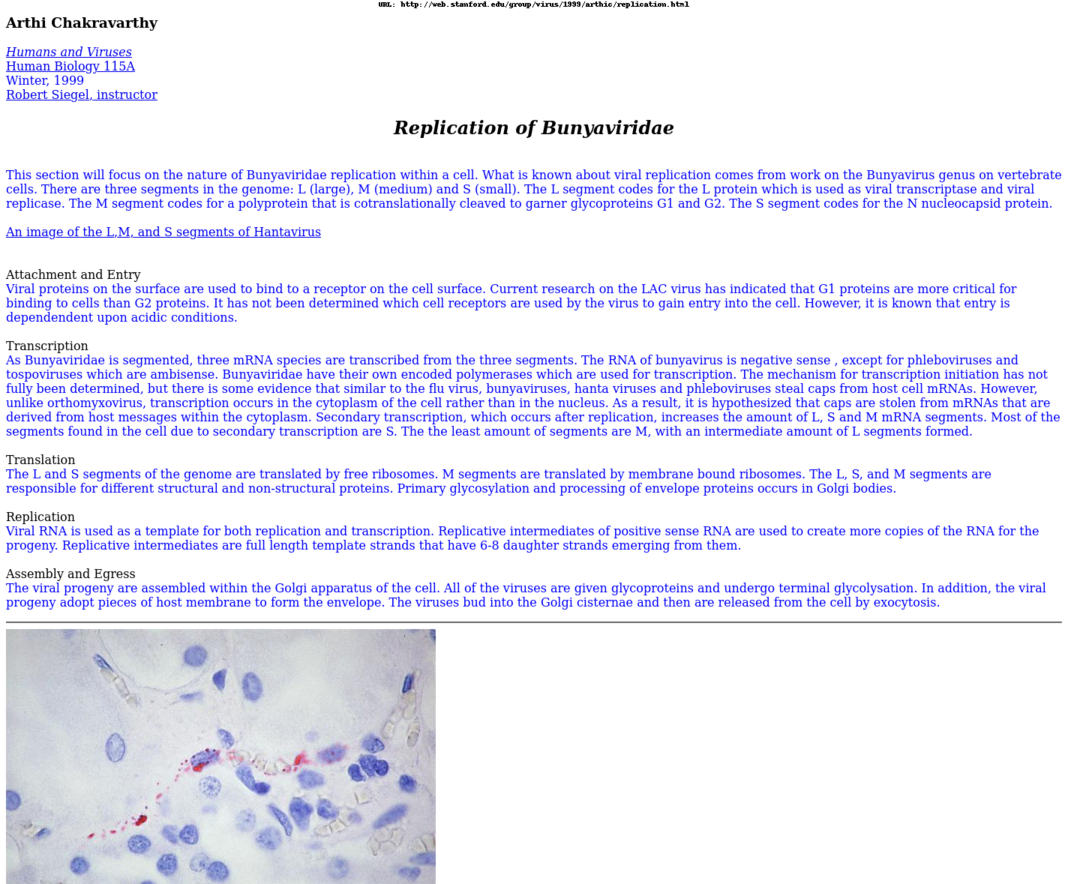 URL: http://web.stanford.edu/group/virus/1999/arthic/replication.html
Arthi Chakravarthy
Humans and Viruses
Human Biology 115A
Winter, 1999
Robert Siegel, instructor
Replication of Bunyaviridae
This section will focus on the nature of Bunyaviridae replication within a cell. What is known about viral replication comes from work on the Bunyavirus genus on vertebrate
cells. There are three segments in the genome: L (large), M (medium) and S (small). The L segment codes for the L protein which is used as viral transcriptase and viral
replicase. The M segment codes for a polyprotein that is cotranslationally cleaved to garner glycoproteins G1 and G2. The S segment codes for the N nucleocapsid protein.
An image of the L,M, and S segments of Hantavirus
Attachment and Entry
Viral proteins on the surface are used to bind to a receptor on the cell surface. Current research on the LAC virus has indicated that G1 proteins are more critical for
binding to cells than G2 proteins. It has not been determined which cell receptors are used by the virus to gain entry into the cell. However, it is known that entry is
dependendent upon acidic conditions.
Transcription
As Bunyaviridae is segmented, three mRNA species are transcribed from the three segments. The RNA of bunyavirus is negative sense , except for phleboviruses and
tospoviruses which are ambisense. Bunyaviridae have their own encoded polymerases which are used for transcription. The mechanism for transcription initiation has not
fully been determined, but there is some evidence that similar to the flu virus, bunyaviruses, hanta viruses and phleboviruses steal caps from host cell mRNAs. However,
unlike orthomyxovirus, transcription occurs in the cytoplasm of the cell rather than in the nucleus. As a result, it is hypothesized that caps are stolen from mRNAs that are
derived from host messages within the cytoplasm. Secondary transcription, which occurs after replication, increases the amount of L, S and M mRNA segments. Most of the
segments found in the cell due to secondary transcription are S. The the least amount of segments are M, with an intermediate amount of L segments formed.
Translation
The L and S segments of the genome are translated by free ribosomes. M segments are translated by membrane bound ribosomes. The L, S, and M segments are
responsible for different structural and non-structural proteins. Primary glycosylation and processing of envelope proteins occurs in Golgi bodies.
Replication
Viral RNA is used as a template for both replication and transcription. Replicative intermediates of positive sense RNA are used to create more copies of the RNA for the
progeny. Replicative intermediates are full length template strands that have 6-8 daughter strands emerging from them.
Assembly and Egress
The viral progeny are assembled within the Golgi apparatus of the cell. All of the viruses are given glycoproteins and undergo terminal glycolysation. In addition, the viral
progeny adopt pieces of host membrane to form the envelope. The viruses bud into the Golgi cisternae and then are released from the cell by exocytosis.